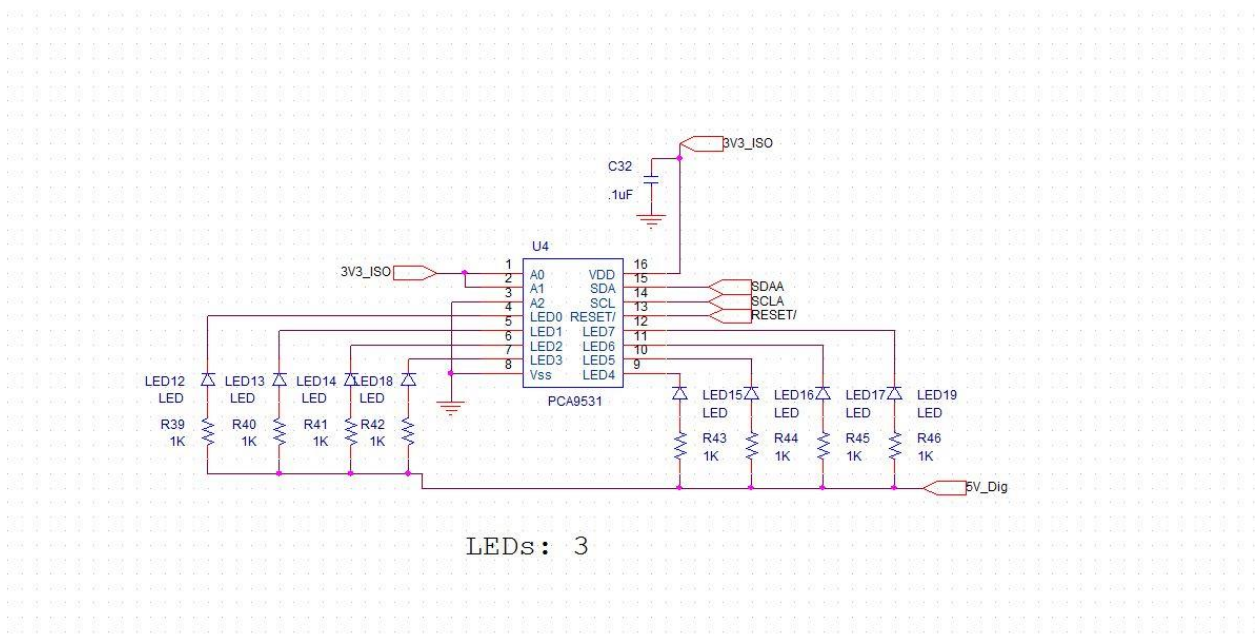 3V3_ISO
C32
.1uF
U4
3V3_ISO
1 A0 VDD 16
2 A1 SDA 15 SDAA
3 A2 SCL 14 SCLA
4 LED0 RESET/ 13 RESET/
5 LED1 LED7 12
6 LED2 LED6 11
7 LED3 LED5 10
8 Vss LED4 9
PCA9531
LED12 LED13 LED14 LED18
LED LED LED LED
R39 R40 R41 R42
1K 1K 1K 1K
LED15 LED16 LED17 LED19
LED LED LED LED
R43 R44 R45 R46
1K 1K 1K 1K
5V_Dig
LEDs: 3